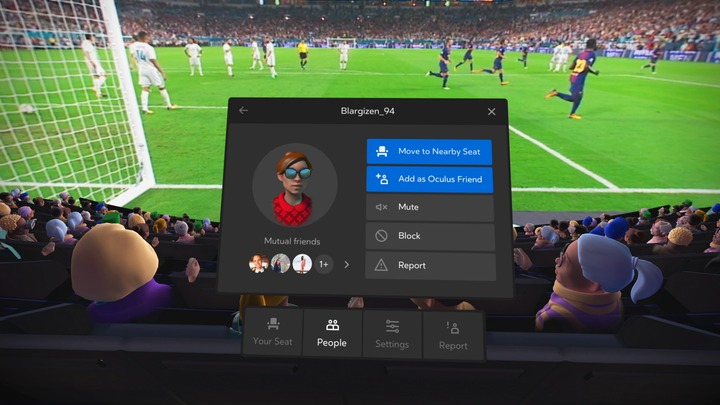 Blargizen_94
Move to Nearby Seat
Add as Oculus Friend
Mute
Block
Report
Mutual friends
1+
Your Seat
People
Settings
Report